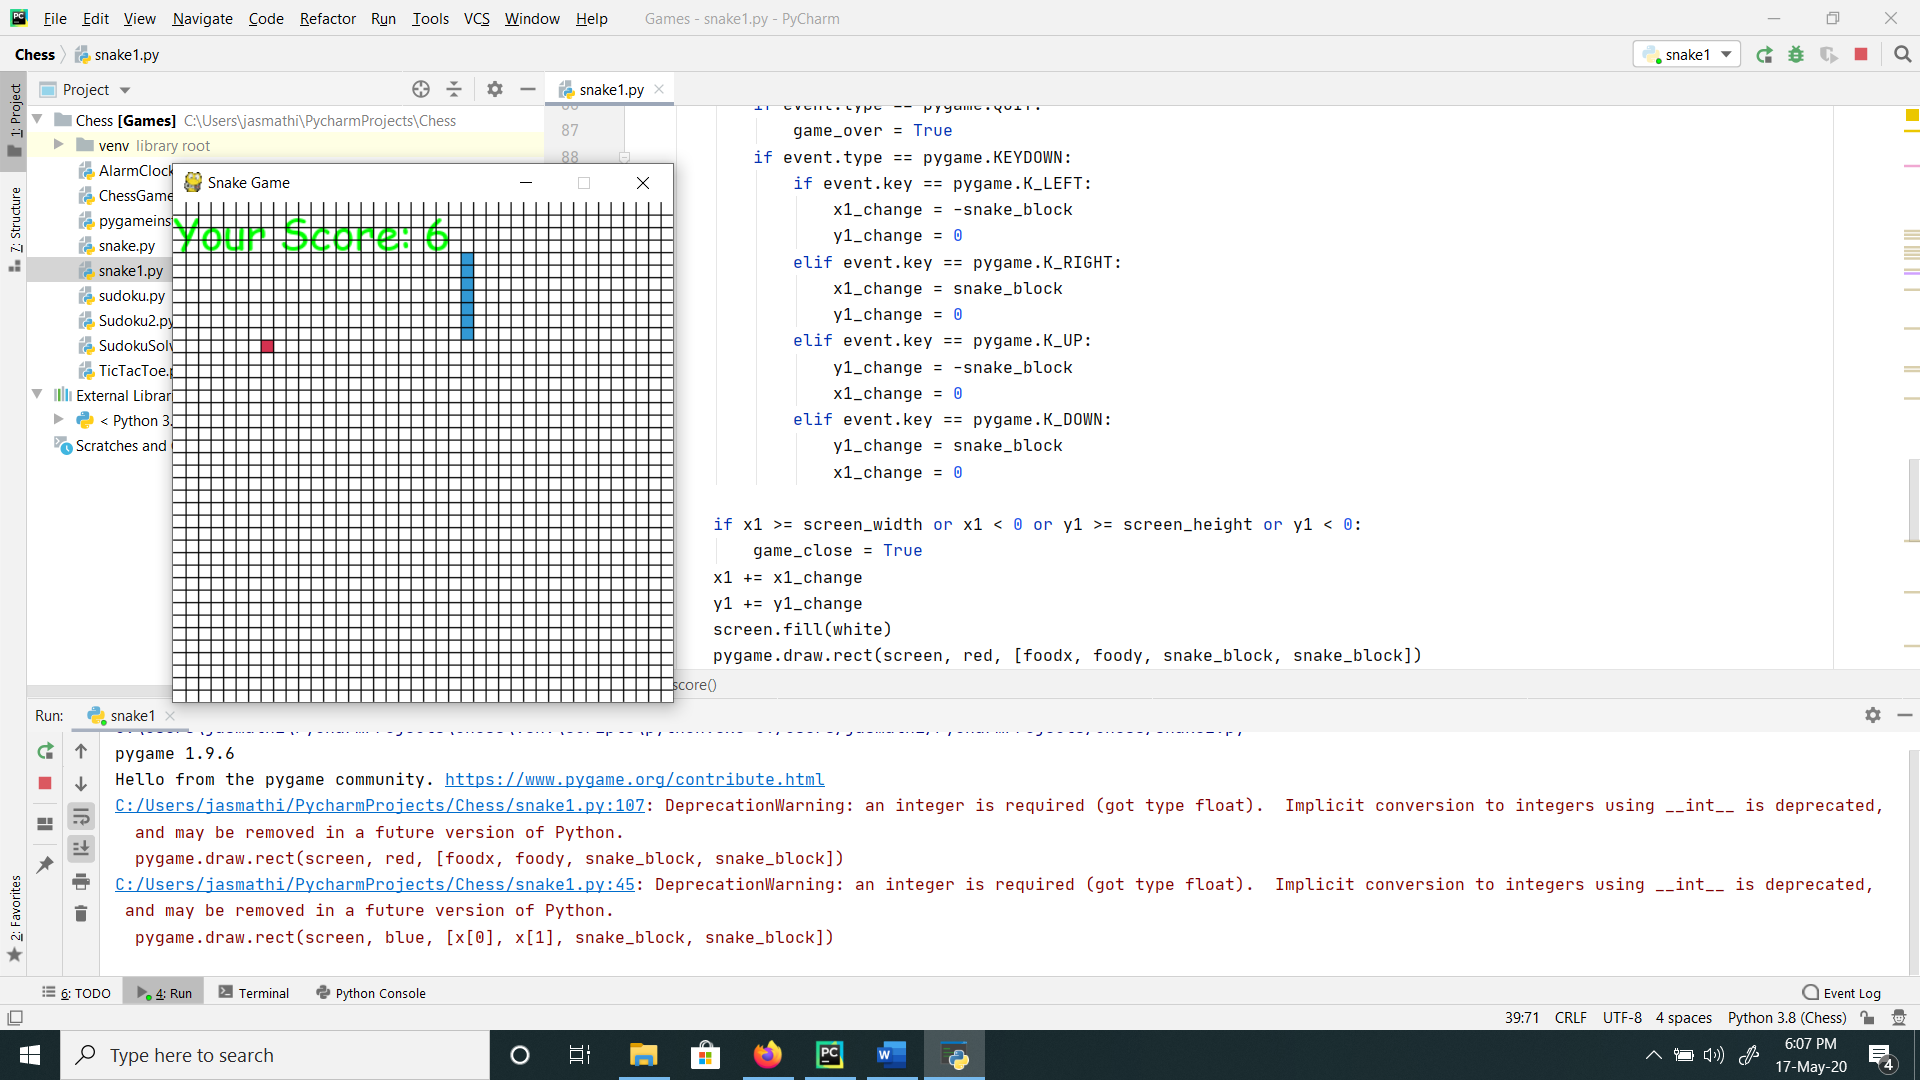 File Edit View Navigate Code Refactor Run Tools VCS Window Help Games - snake1.py - PyCharm
Chess snake1.py
snake1
1: Project
7: Structure
2: Favorites
Project
Chess [Games] C:\Users\jasmathi\PycharmProjects\Chess
venv library root
AlarmClock
ChessGame
pygameins
snake.py
snake1.py
sudoku.py
Sudoku2.py
SudokuSolv
TicTacToe.p
External Librar
< Python 3.
Scratches and
Snake Game
Your Score: 6
snake1.py
if event.type == pygame.QUIT:
87 game_over = True
88 if event.type == pygame.KEYDOWN:
if event.key == pygame.K_LEFT:
x1_change = -snake_block
y1_change = 0
elif event.key == pygame.K_RIGHT:
x1_change = snake_block
y1_change = 0
elif event.key == pygame.K_UP:
y1_change = -snake_block
x1_change = 0
elif event.key == pygame.K_DOWN:
y1_change = snake_block
x1_change = 0
if x1 >= screen_width or x1 < 0 or y1 >= screen_height or y1 < 0:
game_close = True
x1 += x1_change
y1 += y1_change
screen.fill(white)
pygame.draw.rect(screen, red, [foodx, foody, snake_block, snake_block])
score()
Run: snake1
pygame 1.9.6
Hello from the pygame community. https://www.pygame.org/contribute.html
C:/Users/jasmathi/PycharmProjects/Chess/snake1.py:107: DeprecationWarning: an integer is required (got type float).  Implicit conversion to integers using __int__ is deprecated,
and may be removed in a future version of Python.
pygame.draw.rect(screen, red, [foodx, foody, snake_block, snake_block])
C:/Users/jasmathi/PycharmProjects/Chess/snake1.py:45: DeprecationWarning: an integer is required (got type float).  Implicit conversion to integers using __int__ is deprecated,
and may be removed in a future version of Python.
pygame.draw.rect(screen, blue, [x[0], x[1], snake_block, snake_block])
6: TODO 4: Run Terminal Python Console Event Log
39:71 CRLF UTF-8 4 spaces Python 3.8 (Chess)
Type here to search
6:07 PM
17-May-20
4